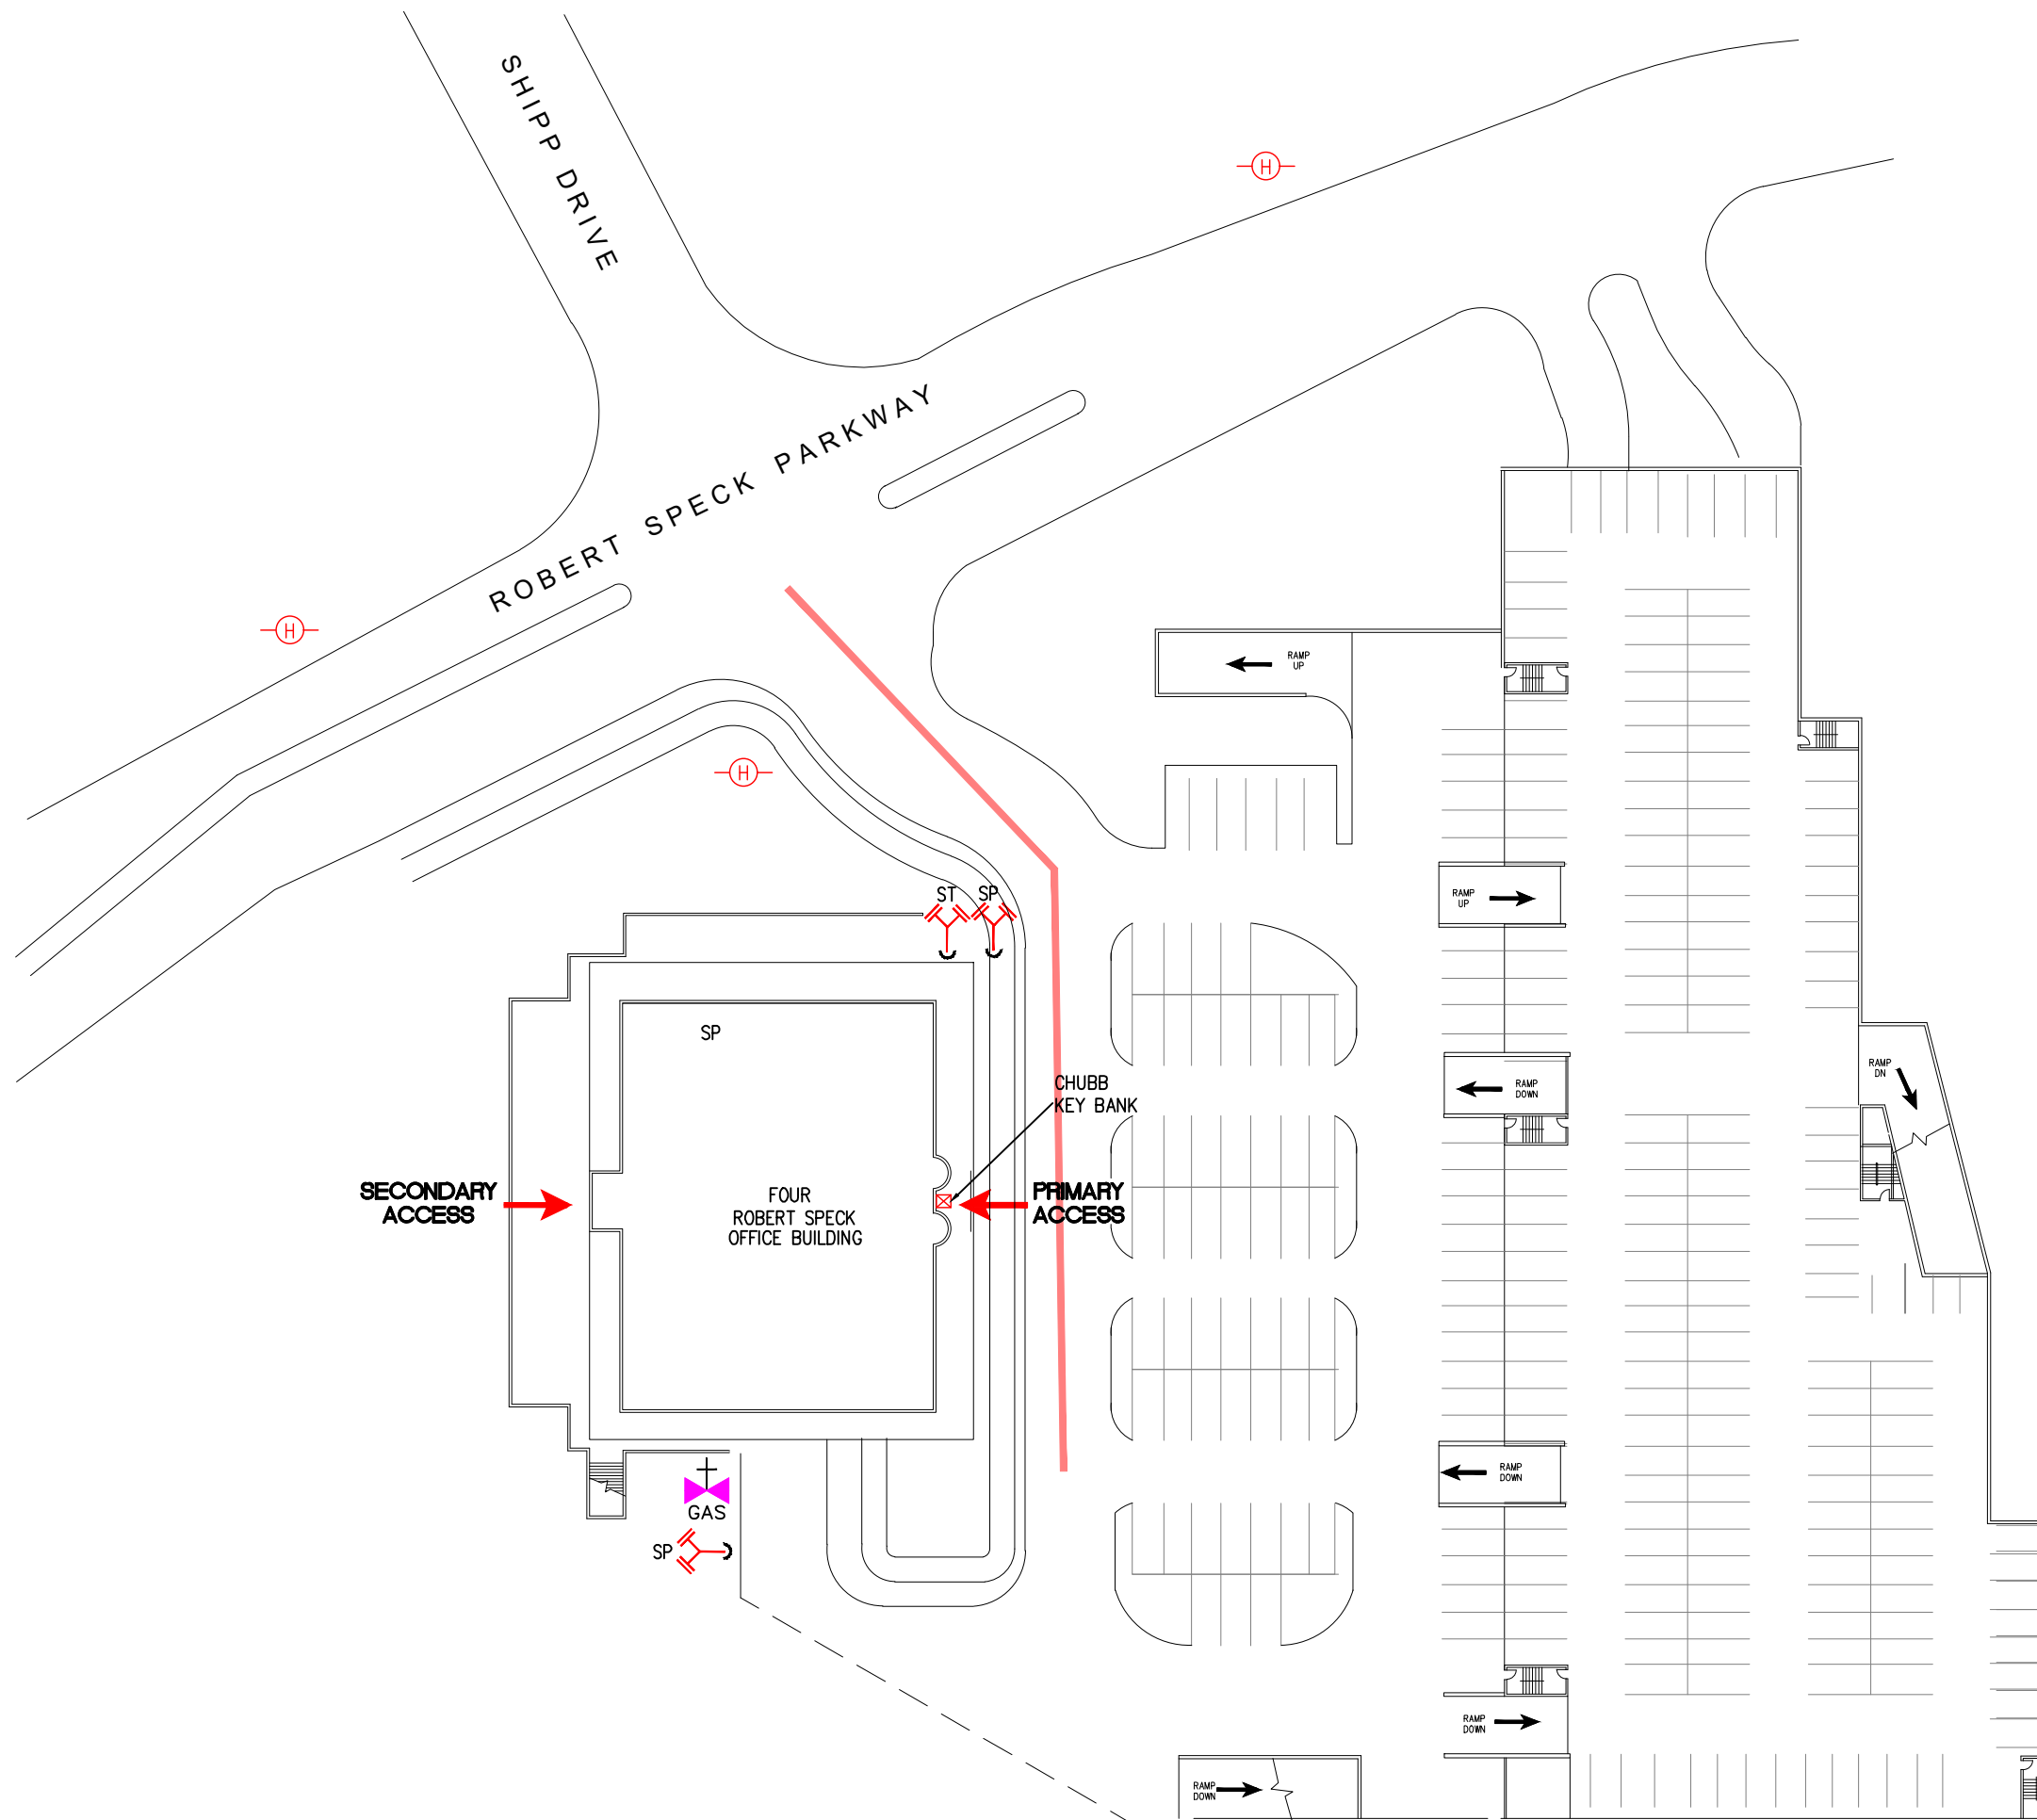 SHIPP DRIVE
H
ROBERT SPECK PARKWAY
H
RAMP
UP
H
ST
SP
RAMP
UP
SP
RAMP
DN
CHUBB
KEY BANK
RAMP
DOWN
SECONDARY
ACCESS
FOUR
ROBERT SPECK
OFFICE BUILDING
PRIMARY
ACCESS
RAMP
DOWN
GAS
SP
RAMP
DOWN
RAMP
DOWN